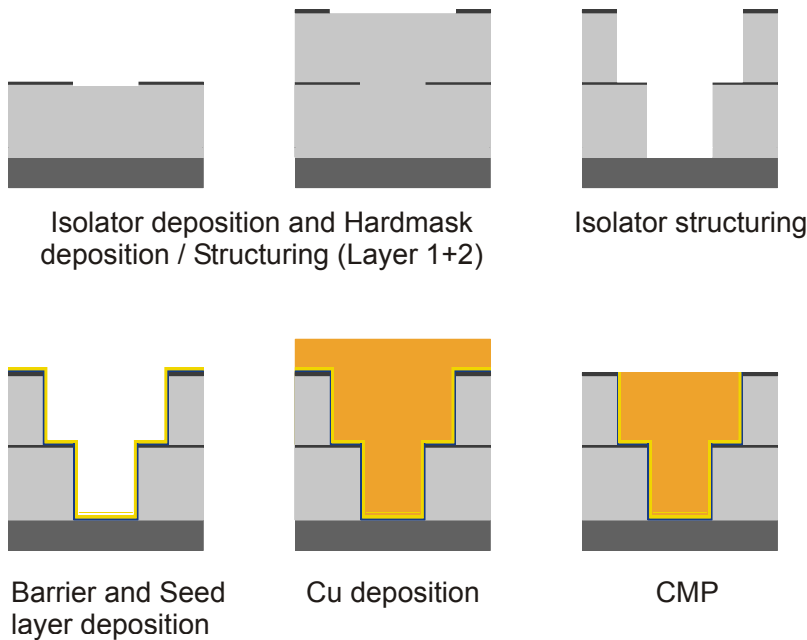 Isolator deposition and Hardmask
deposition / Structuring (Layer 1+2)
Isolator structuring
Barrier and Seed
layer deposition
Cu deposition
CMP